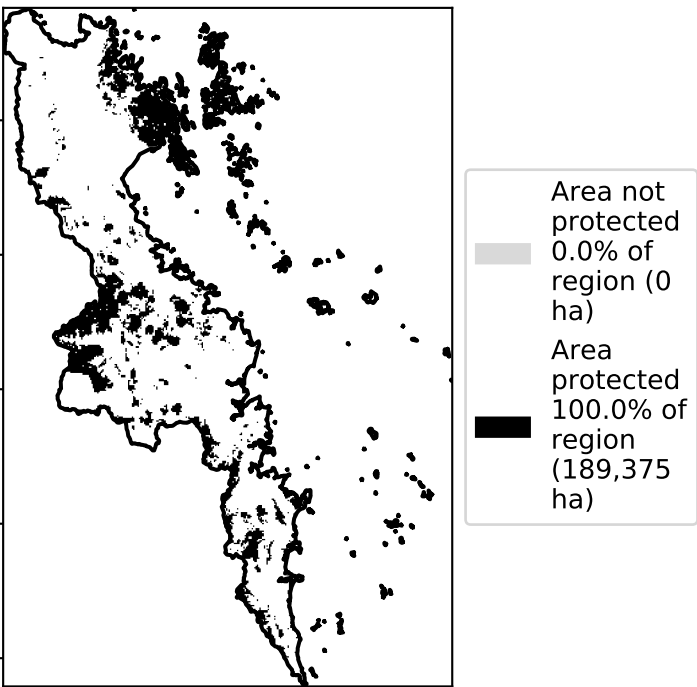 Area not
protected
0.0% of
region (0
ha)
Area
protected
100.0% of
region
(189,375
ha)